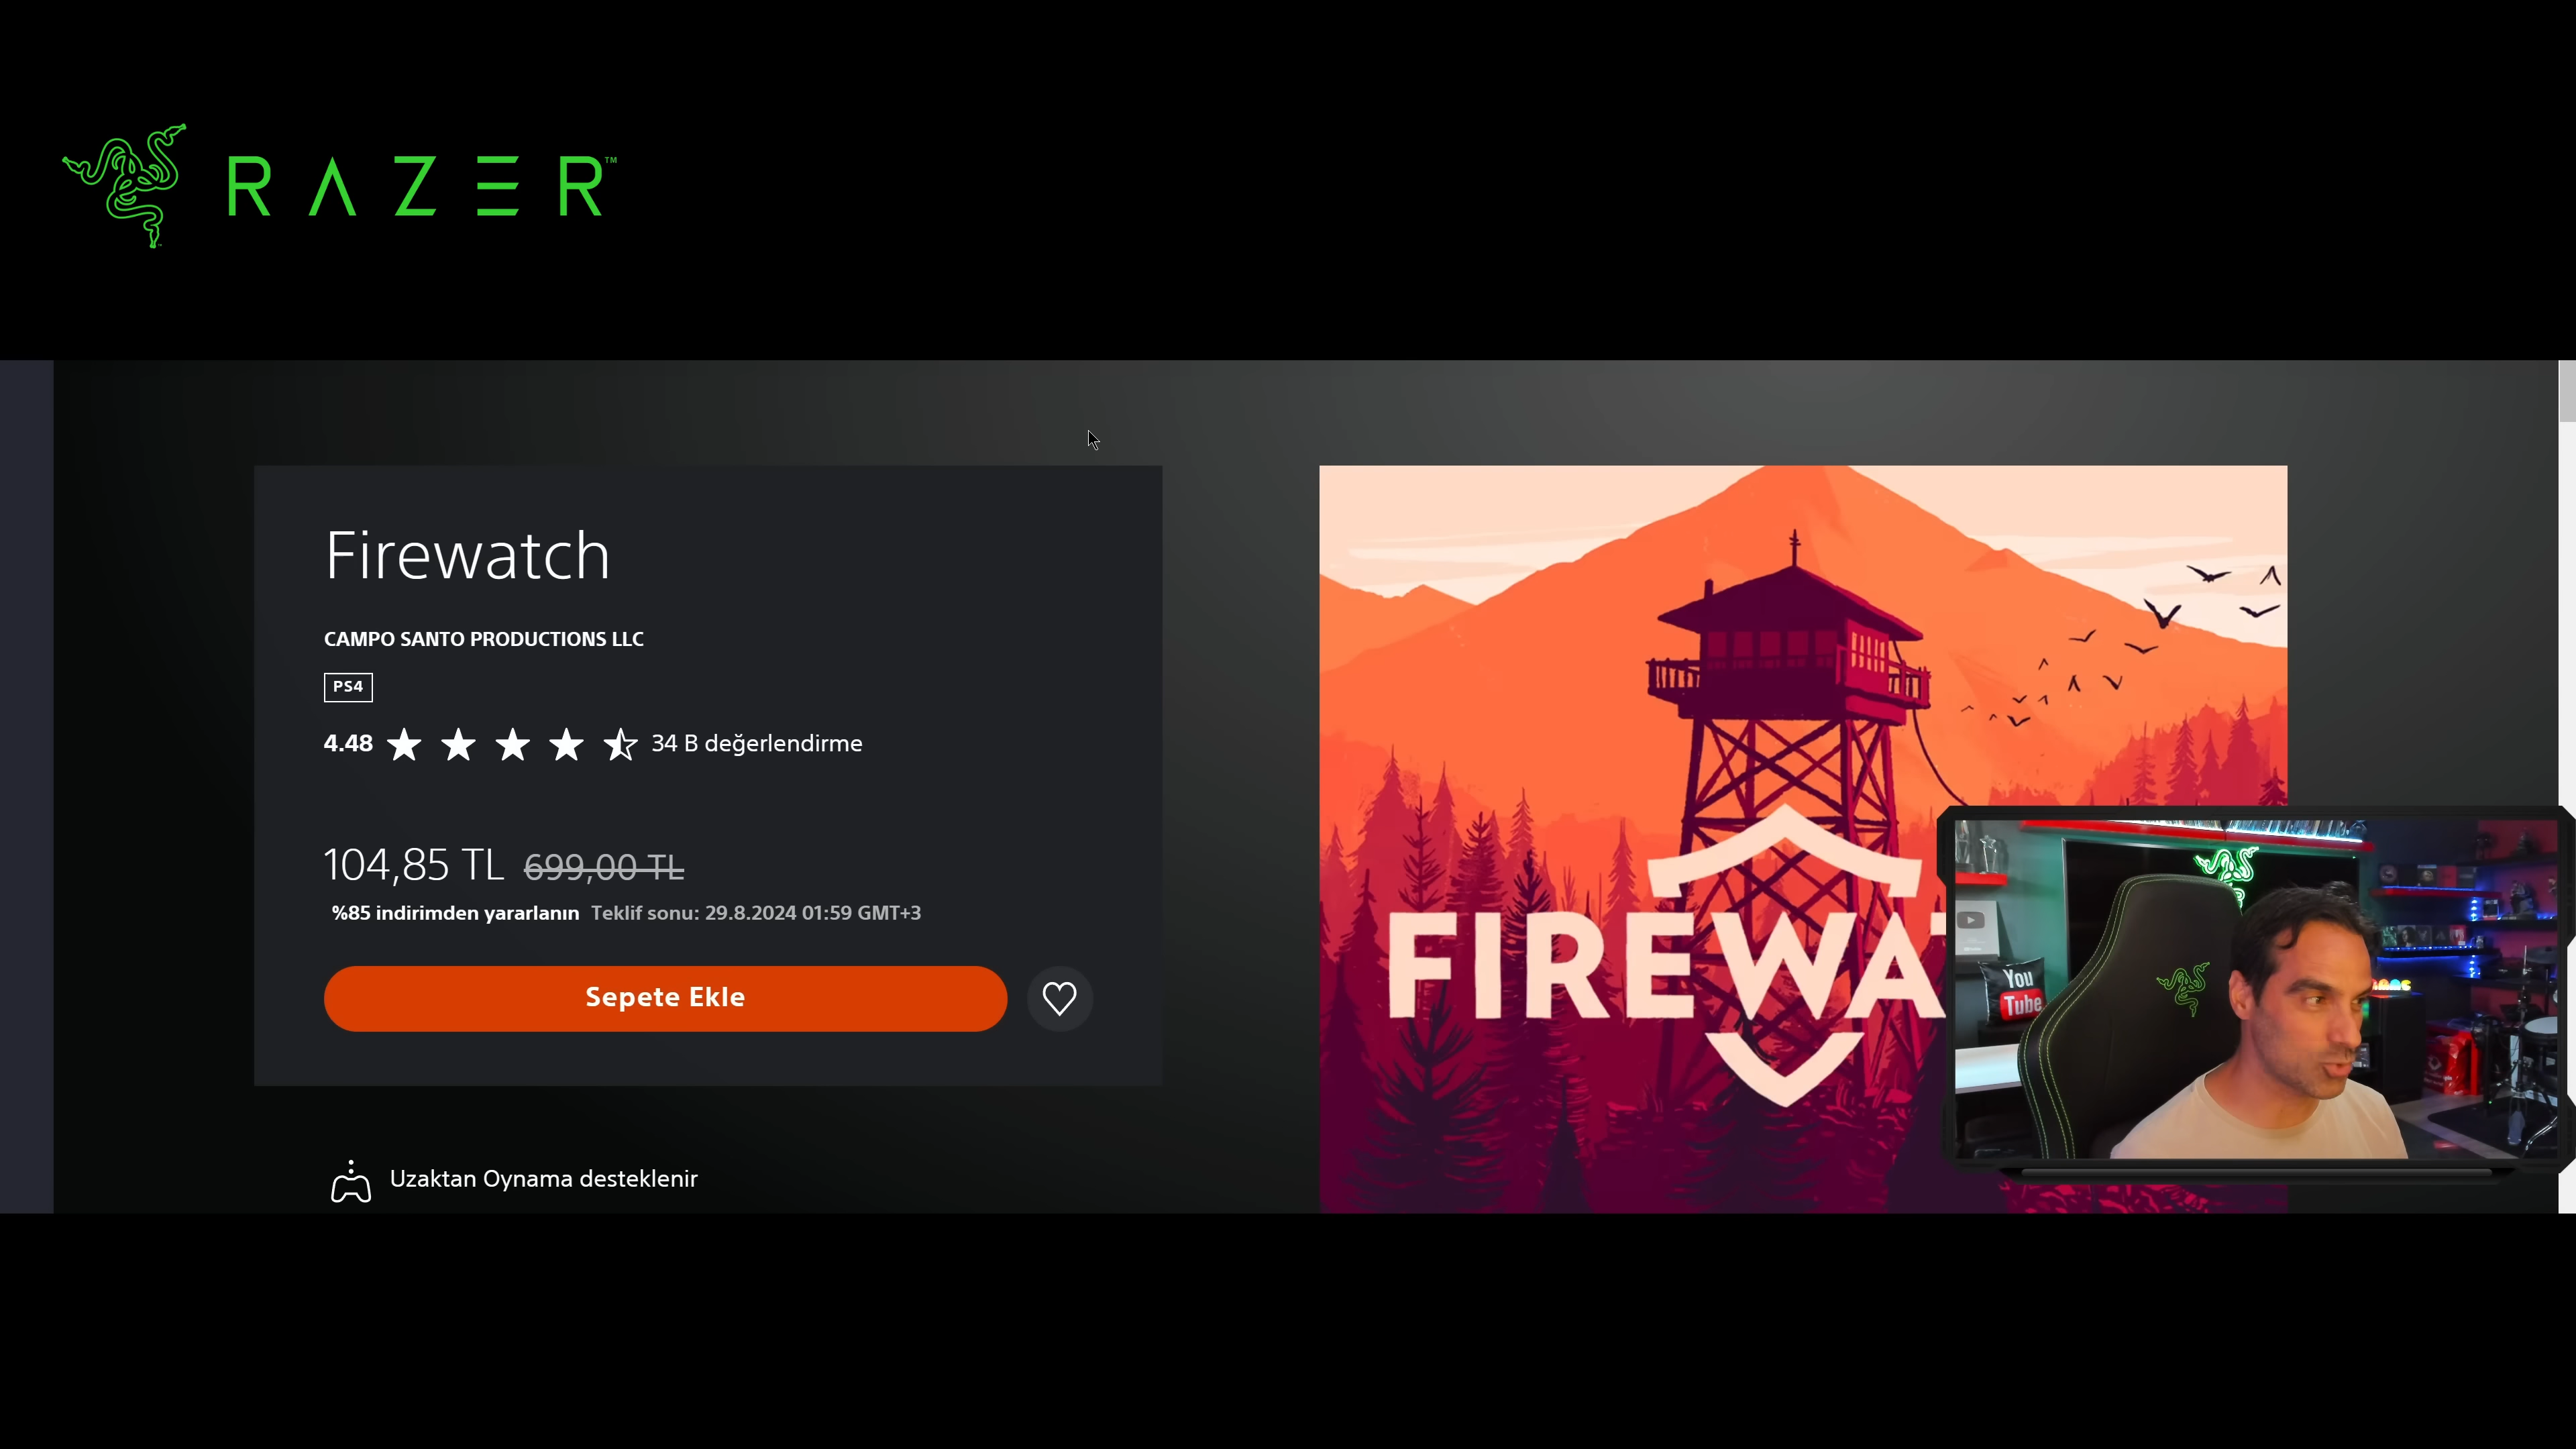 RAZER™
Firewatch
CAMPO SANTO PRODUCTIONS LLC
PS4
4.48 34 B değerlendirme
104,85 TL 699,00 TL
%85 indirimden yararlanın Teklif sonu: 29.8.2024 01:59 GMT+3
Sepete Ekle
Uzaktan Oynama desteklenir
FIREWA
You
Tube